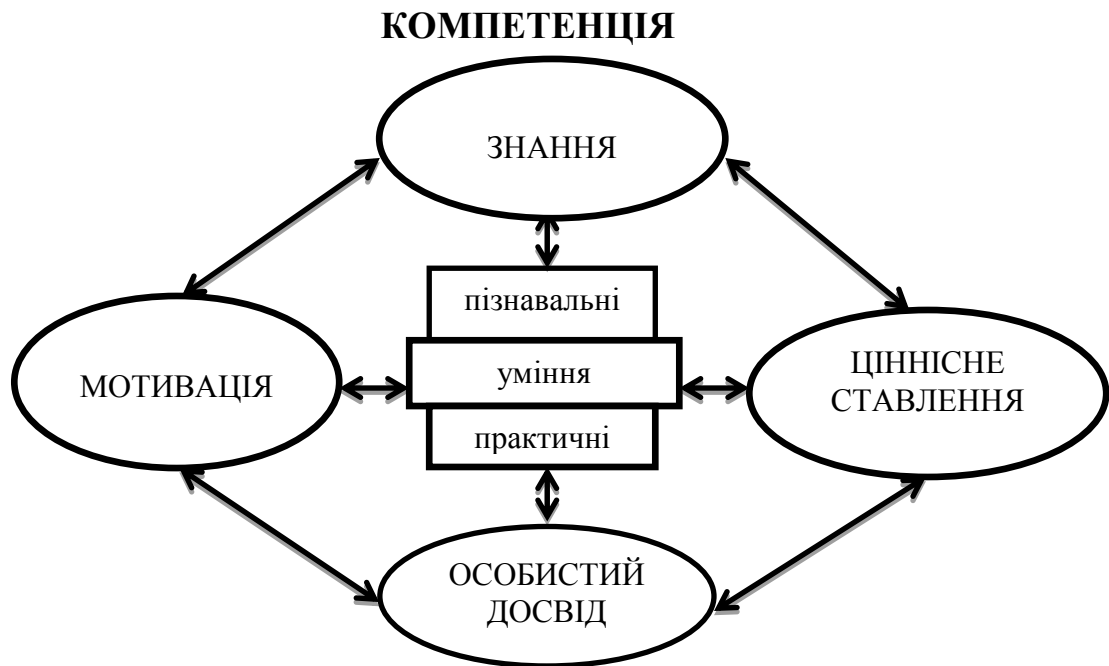 КОМПЕТЕНЦІЯ
ЗНАННЯ
пізнавальні
МОТИВАЦІЯ
уміння
ЦІННІСНЕ
СТАВЛЕННЯ
практичні
ОСОБИСТИЙ
ДОСВІД